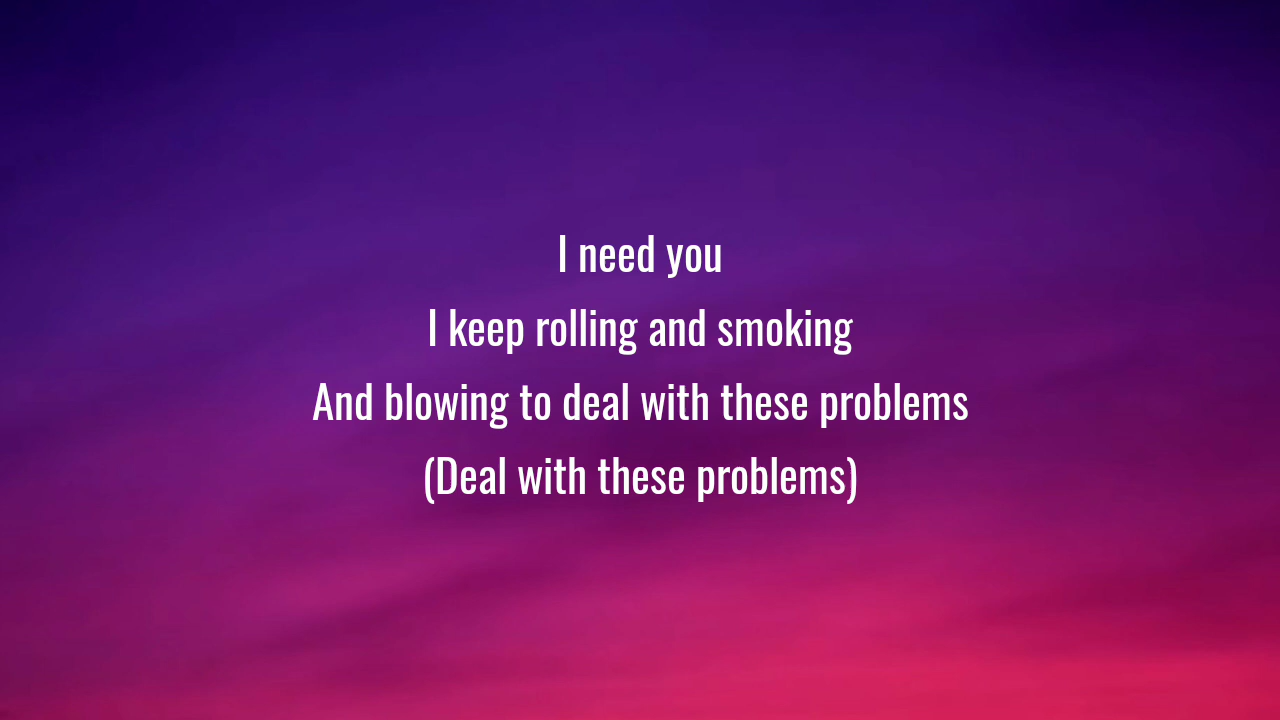 I need you
I keep rolling and smoking
And blowing to deal with these problems
(Deal with these problems)